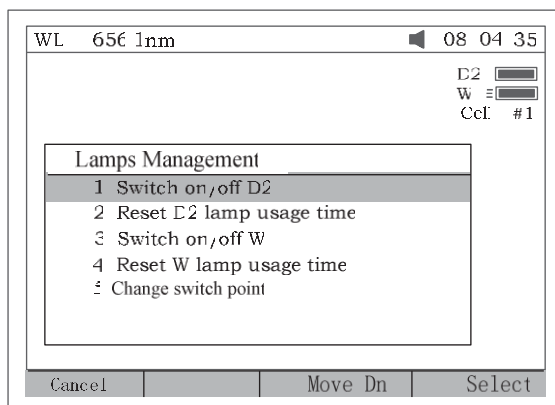 WL 656 1nm 08 04 35
D2
W
Cell #1
Lamps Management
1 Switch on/off D2
2 Reset D2 lamp usage time
3 Switch on/off W
4 Reset W lamp usage time
5 Change switch point
Cancel Move Dn Select